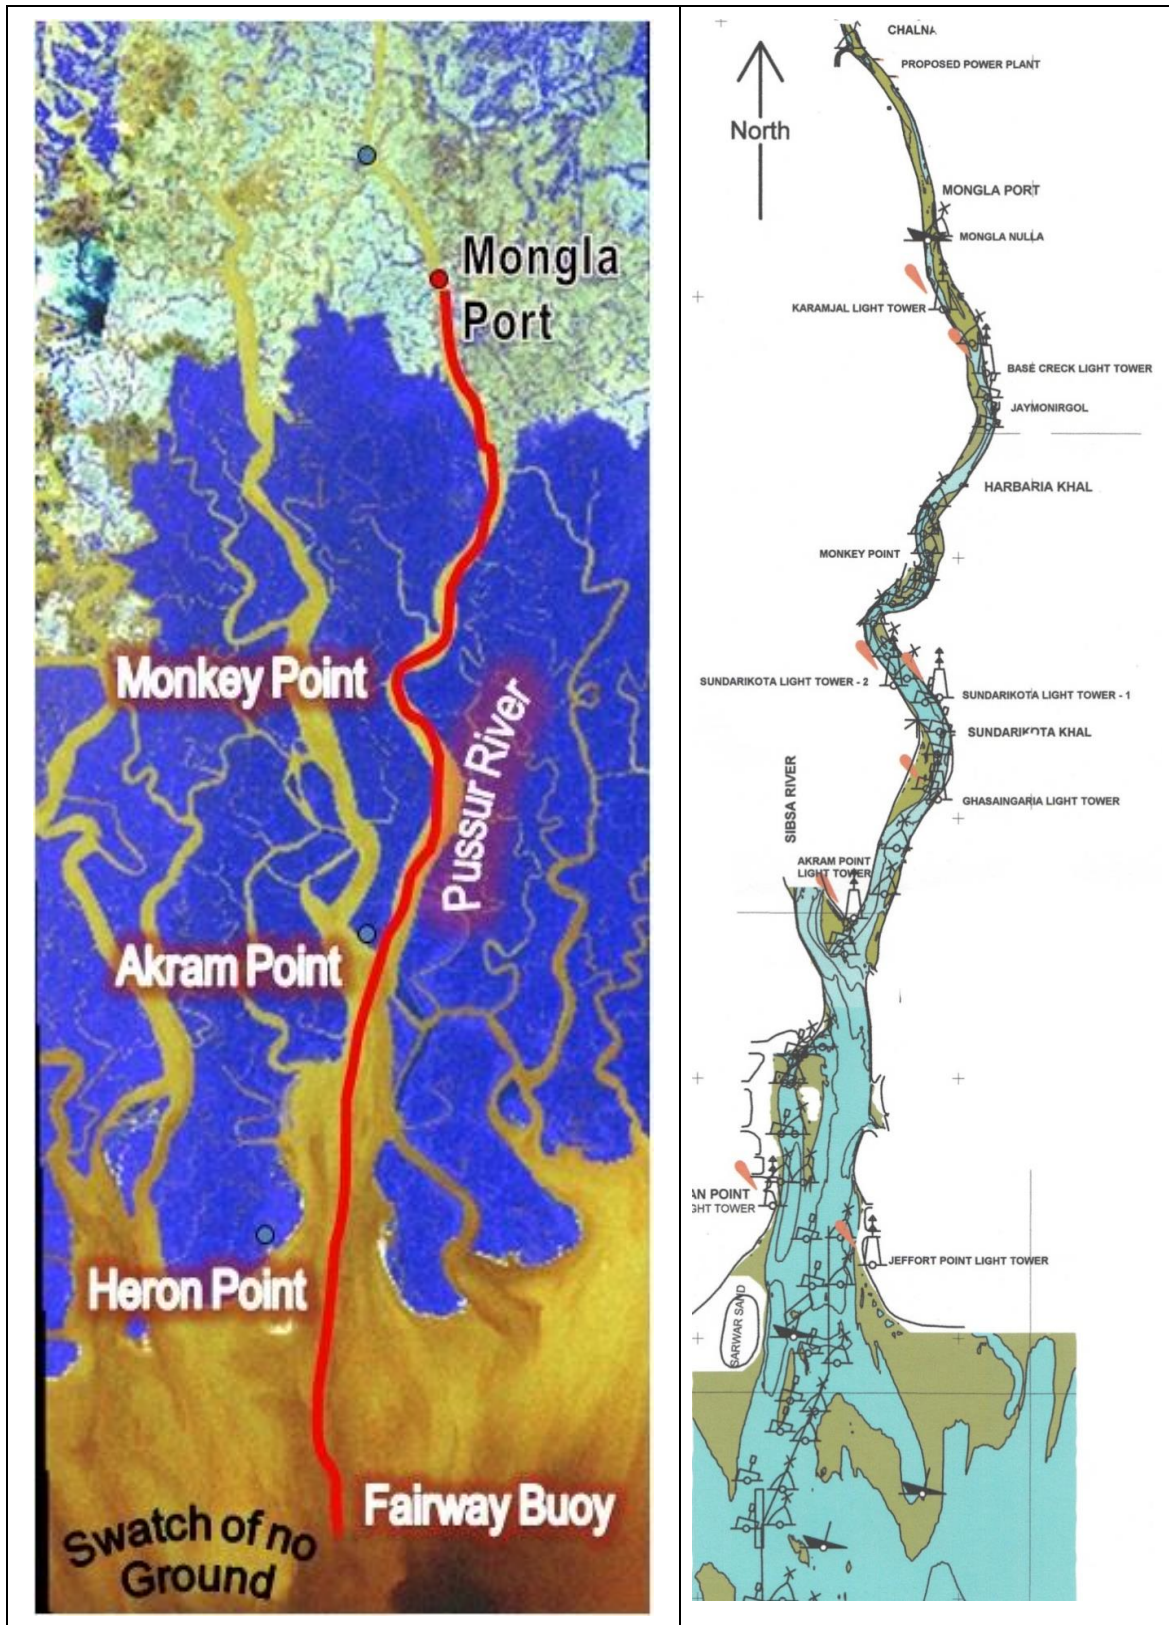 Mongla
Port
Monkey Point
Pussur River
Akram Point
Heron Point
Fairway Buoy
Swatch of no
Ground
CHALNA
PROPOSED POWER PLANT
North
MONGLA PORT
MONGLA NULLA
KARAMJAL LIGHT TOWER
BASE CRECK LIGHT TOWER
JAYMONIRGOL
HARBARIA KHAL
MONKEY POINT
SUNDARIKOTA LIGHT TOWER - 2
SUNDARIKOTA LIGHT TOWER - 1
SUNDARIKOTA KHAL
SIBSA RIVER
GHASAINGARIA LIGHT TOWER
AKRAM POINT
LIGHT TOWER
AN POINT
GHT TOWER
JEFFORT POINT LIGHT TOWER
SARWAR SAND